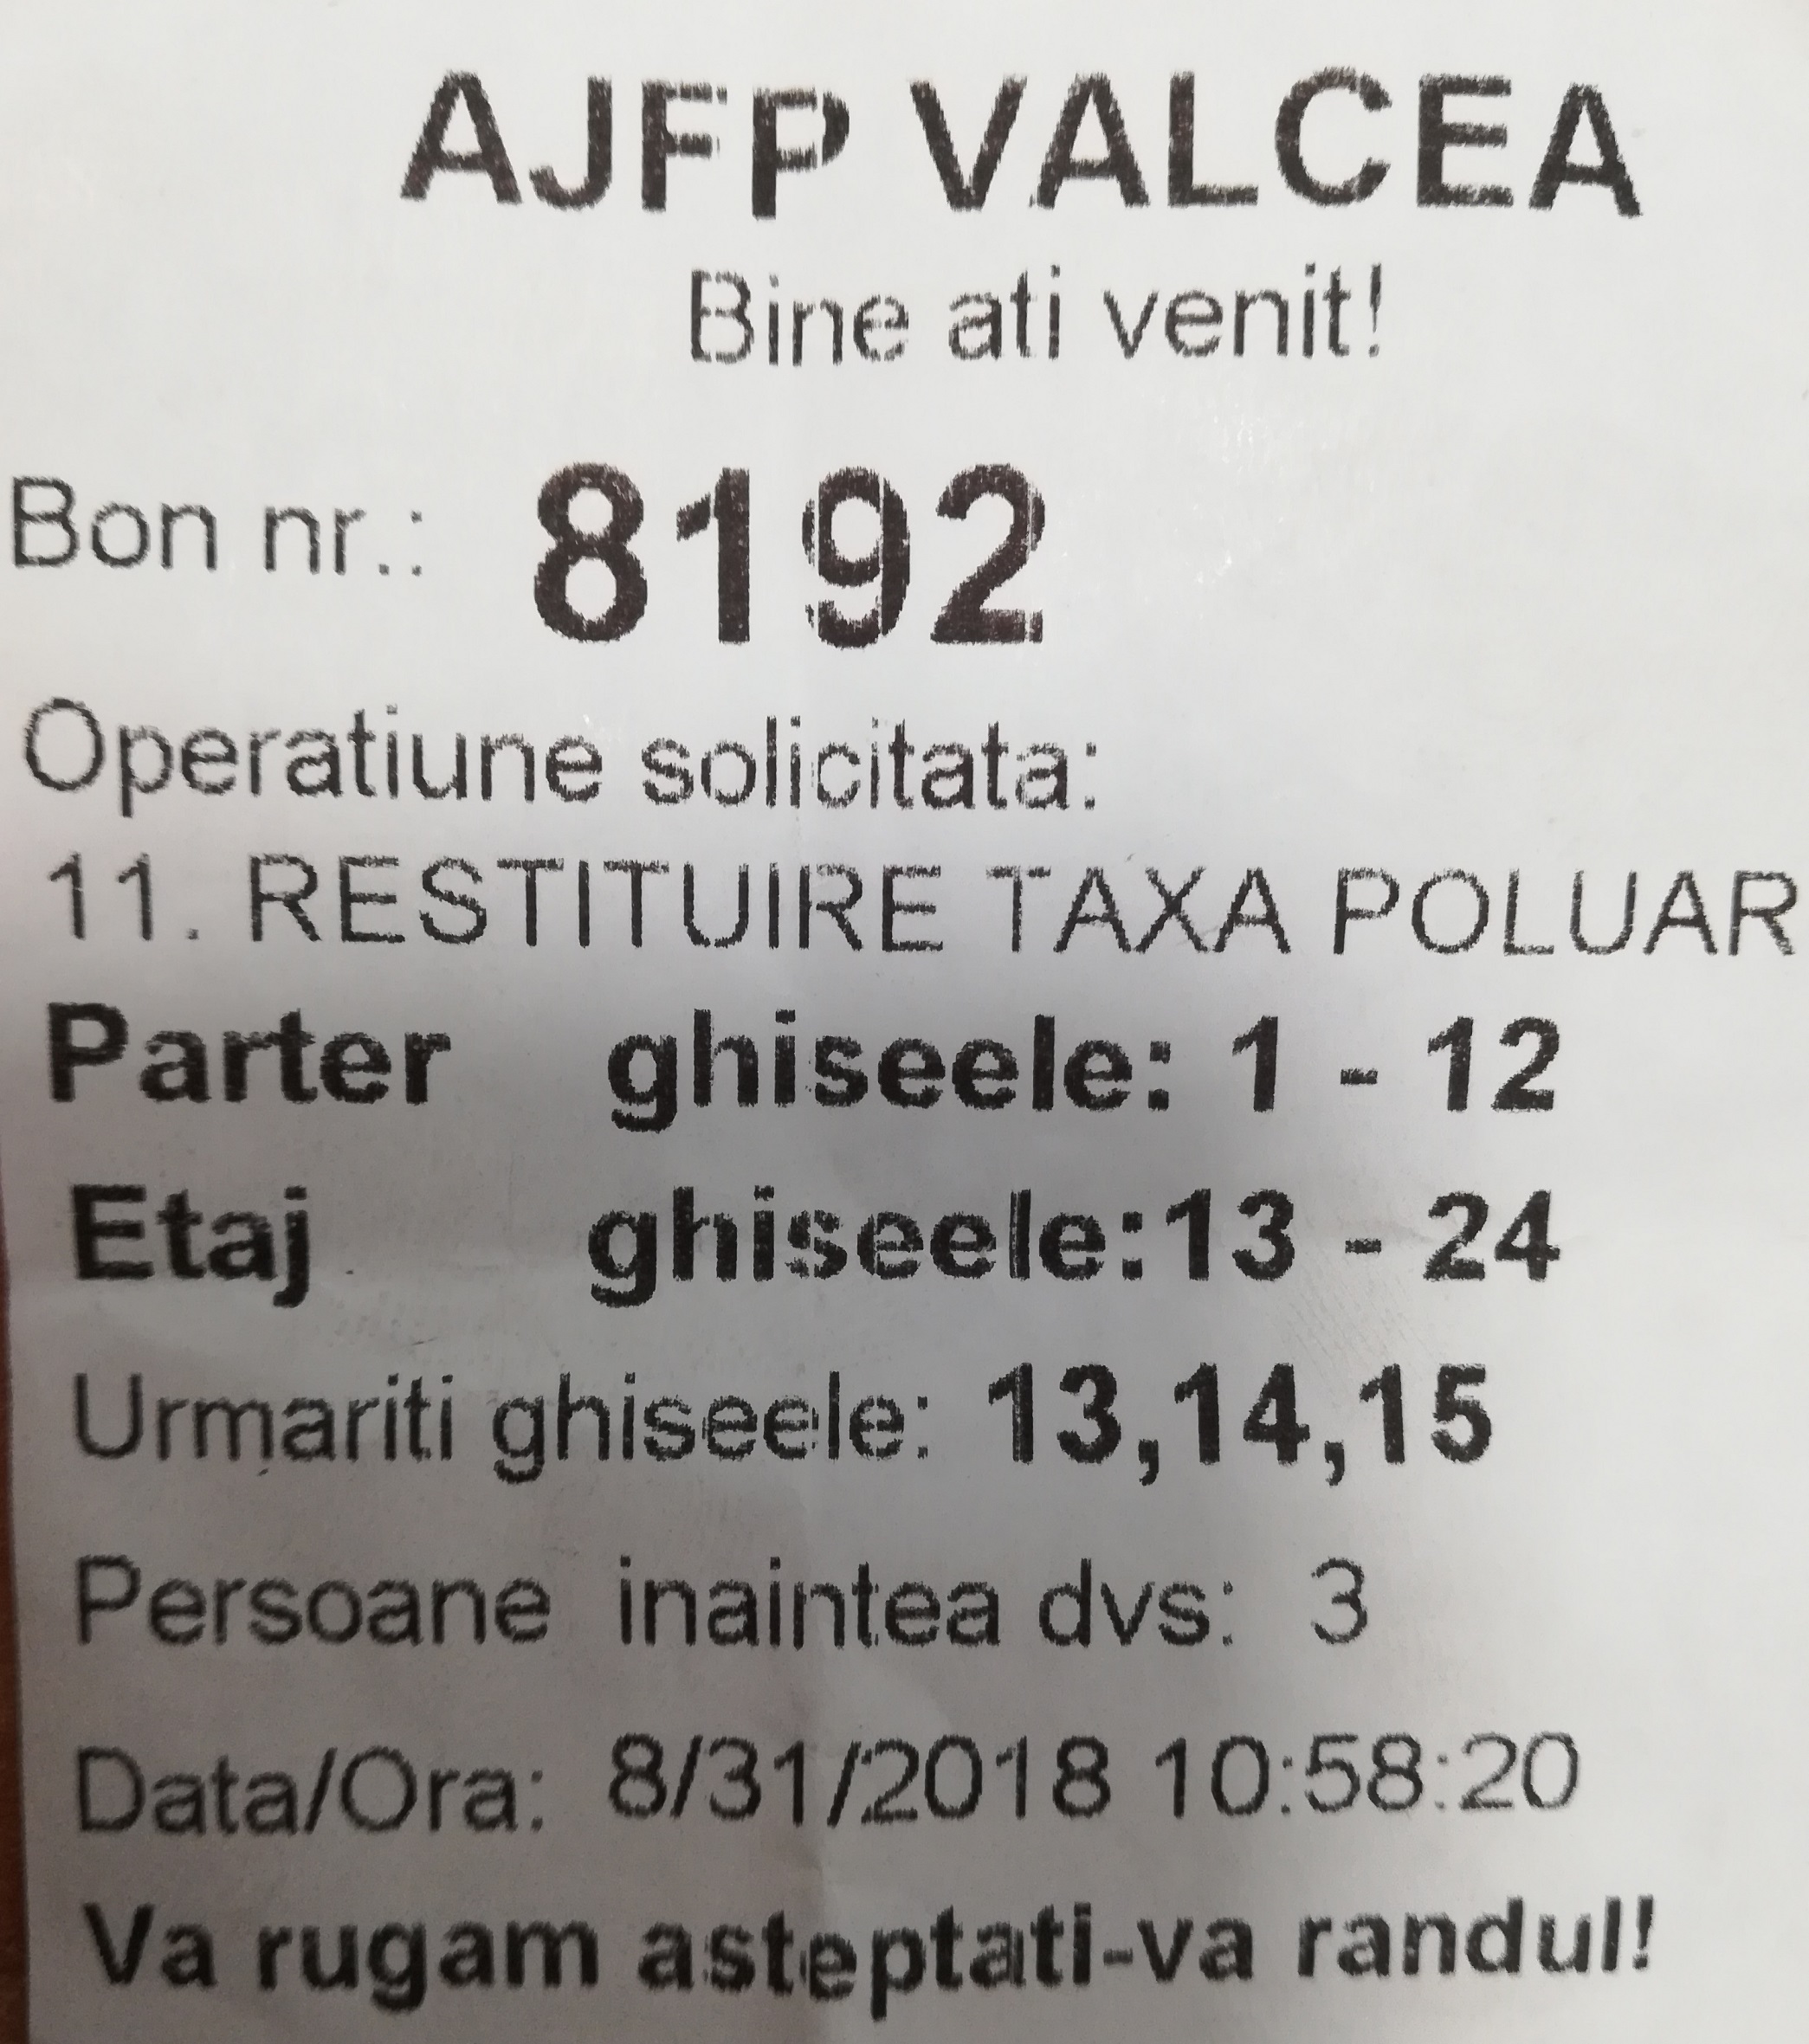 AJFP VALCEA
Bine ati venit!
Bon nr.: 8192
Operatiune solicitata:
11. RESTITUIRE TAXA POLUAR
Parter ghiseele: 1 - 12
Etaj ghiseele:13 - 24
Urmariti ghiseele: 13,14,15
Persoane inaintea dvs: 3
Data/Ora: 8/31/2018 10:58:20
Va rugam asteptati-va randul!